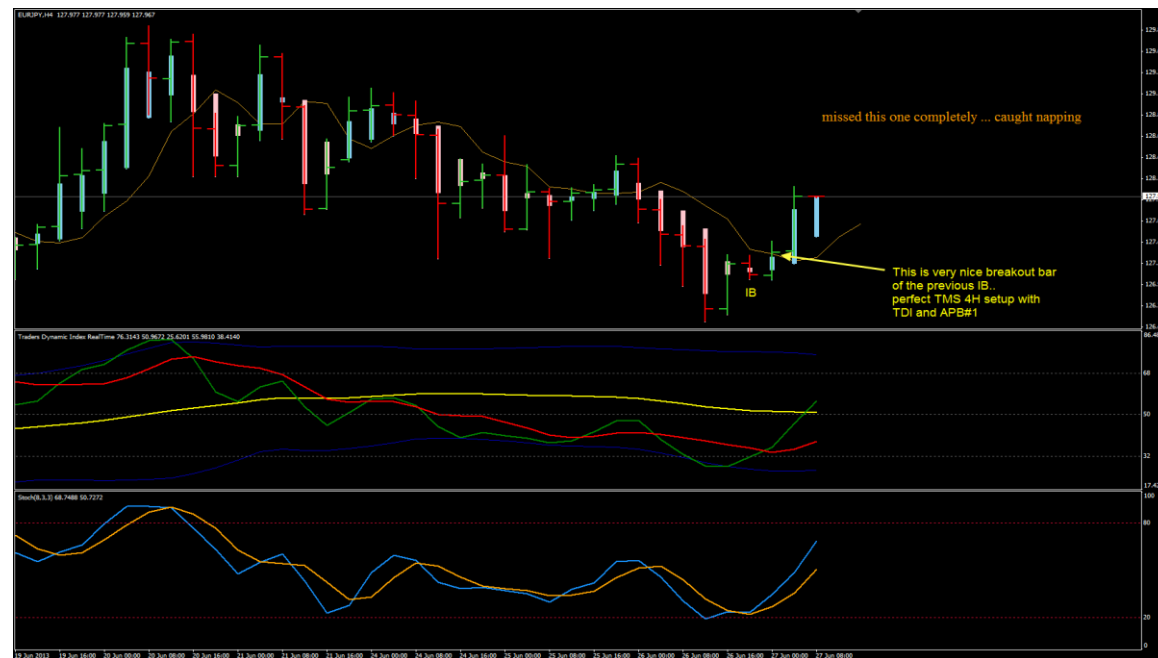 EURJPY,H4 127.977 127.977 127.959 127.967
missed this one completely ... caught napping
This is very nice breakout bar
of the previous IB..
perfect TMS 4H setup with
TDI and APB#1
IB
Traders Dynamic Index RealTime 76.3143 50.9672 25.6201 55.9810 38.4140
68
50
32
Stoch(8,3,3) 68.7488 50.7272
100
80
20
0
19 Jun 2013 19 Jun 16:00 20 Jun 00:00 20 Jun 08:00 20 Jun 16:00 21 Jun 00:00 21 Jun 08:00 21 Jun 16:00 24 Jun 00:00 24 Jun 08:00 24 Jun 16:00 25 Jun 00:00 25 Jun 08:00 25 Jun 16:00 26 Jun 00:00 26 Jun 08:00 26 Jun 16:00 27 Jun 00:00 27 Jun 08:00